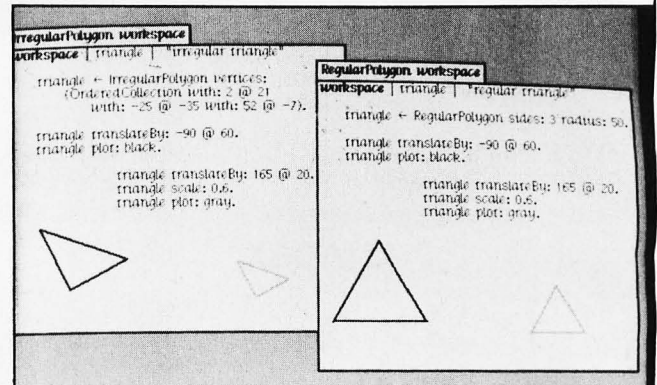 IrregularPolygon workspace
workspace | triangle | "irregular triangle"
triangle ← IrregularPolygon vertices:
(OrderedCollection with: 2 @ 21
with: -25 @ -35 with: 52 @ -7).
triangle translateBy: -90 @ 60.
triangle plot: black.
triangle translateBy: 165 @ 20.
triangle scale: 0.6.
triangle plot: gray.
RegularPolygon workspace
workspace | triangle | "regular triangle"
triangle ← RegularPolygon sides: 3 radius: 50.
triangle translateBy: -90 @ 60.
triangle plot: black.
triangle translateBy: 165 @ 20.
triangle scale: 0.6.
triangle plot: gray.